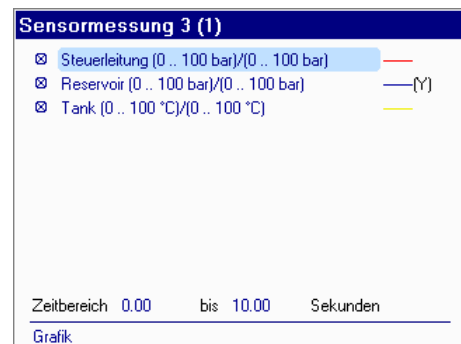 Sensormessung 3 (1)
Steuerleitung (0 .. 100 bar)/(0 .. 100 bar)
Reservoir (0 .. 100 bar)/(0 .. 100 bar) (Y)
Tank (0 .. 100 °C)/(0 .. 100 °C)
Zeitbereich 0.00 bis 10.00 Sekunden
Grafik